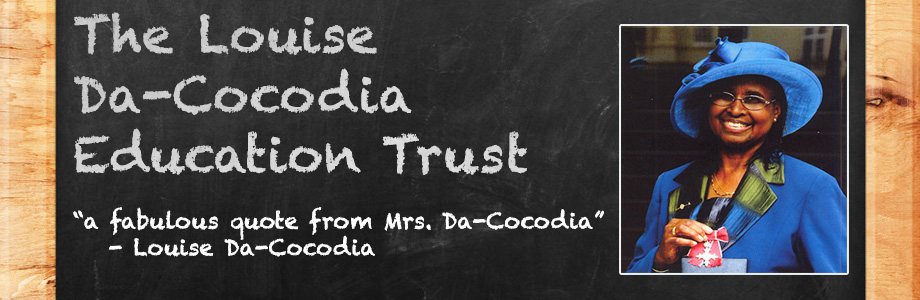 The Louise
Da-Cocodia
Education Trust
“a fabulous quote from Mrs. Da-Cocodia”
- Louise Da-Cocodia